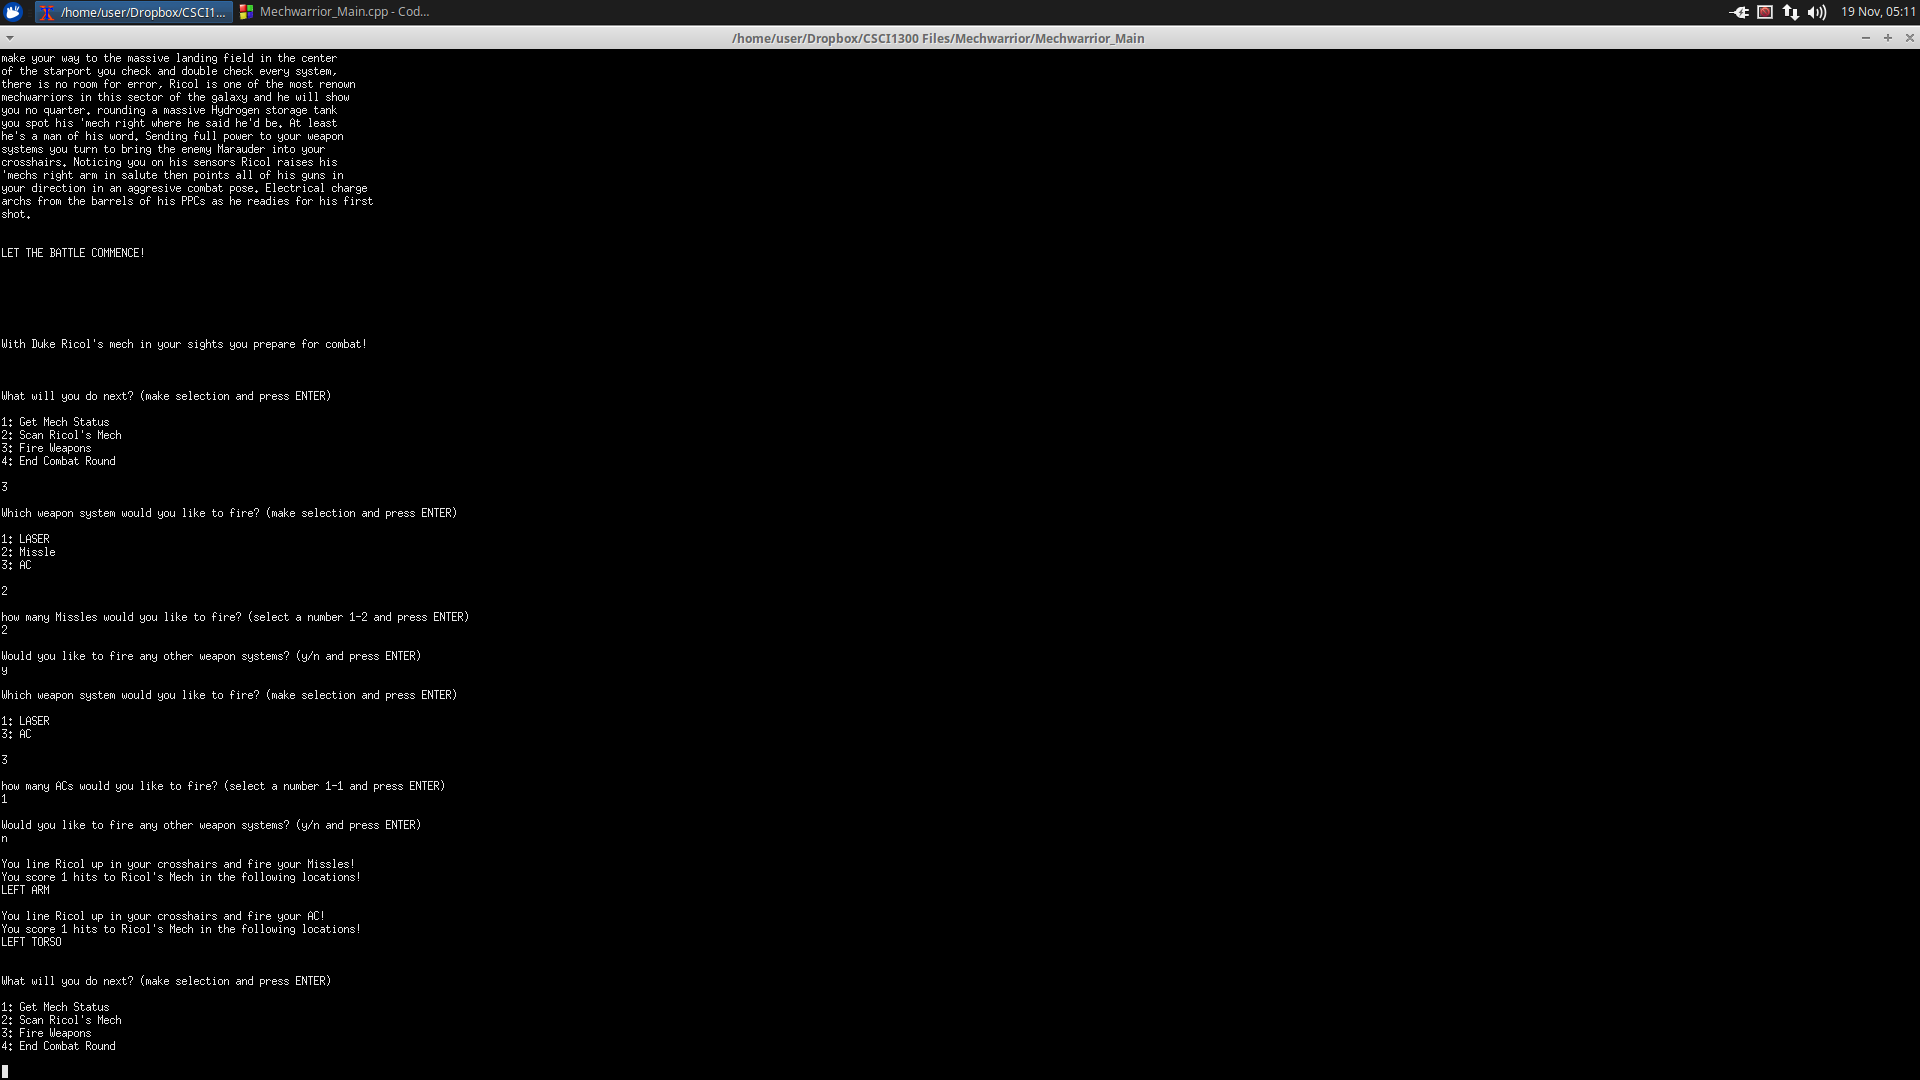 /home/user/Dropbox/CSCI1...
Mechwarrior_Main.cpp - Cod...
19 Nov, 05:11
/home/user/Dropbox/CSCI1300 Files/Mechwarrior/Mechwarrior_Main
make your way to the massive landing field in the center
of the starport you check and double check every system,
there is no room for error, Ricol is one of the most renown
mechwarriors in this sector of the galaxy and he will show
you no quarter. rounding a massive Hydrogen storage tank
you spot his 'mech right where he said he'd be. At least
he's a man of his word. Sending full power to your weapon
systems you turn to bring the enemy Marauder into your
crosshairs. Noticing you on his sensors Ricol raises his
'mechs right arm in salute then points all of his guns in
your direction in an aggresive combat pose. Electrical charge
archs from the barrels of his PPCs as he readies for his first
shot.
LET THE BATTLE COMMENCE!
With Duke Ricol's mech in your sights you prepare for combat!
What will you do next? (make selection and press ENTER)
1: Get Mech Status
2: Scan Ricol's Mech
3: Fire Weapons
4: End Combat Round
3
Which weapon system would you like to fire? (make selection and press ENTER)
1: LASER
2: Missle
3: AC
2
how many Missles would you like to fire? (select a number 1-2 and press ENTER)
2
Would you like to fire any other weapon systems? (y/n and press ENTER)
y
Which weapon system would you like to fire? (make selection and press ENTER)
1: LASER
3: AC
3
how many ACs would you like to fire? (select a number 1-1 and press ENTER)
1
Would you like to fire any other weapon systems? (y/n and press ENTER)
n
You line Ricol up in your crosshairs and fire your Missles!
You score 1 hits to Ricol's Mech in the following locations!
LEFT ARM
You line Ricol up in your crosshairs and fire your AC!
You score 1 hits to Ricol's Mech in the following locations!
LEFT TORSO
What will you do next? (make selection and press ENTER)
1: Get Mech Status
2: Scan Ricol's Mech
3: Fire Weapons
4: End Combat Round